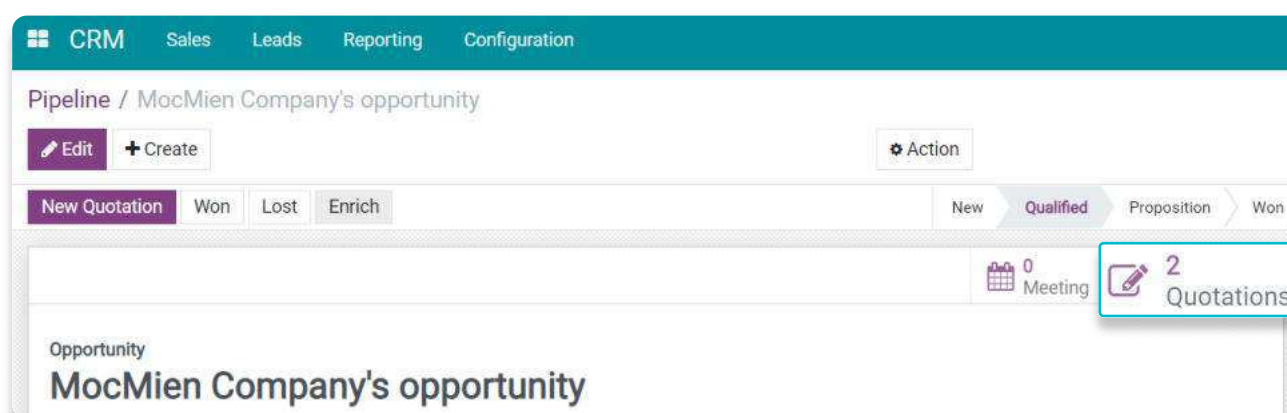 CRM Sales Leads Reporting Configuration
Pipeline / MocMien Company's opportunity
Edit Create Action
New Quotation Won Lost Enrich New Qualified Proposition Won
0
Meeting
2
Quotations
Opportunity
MocMien Company's opportunity